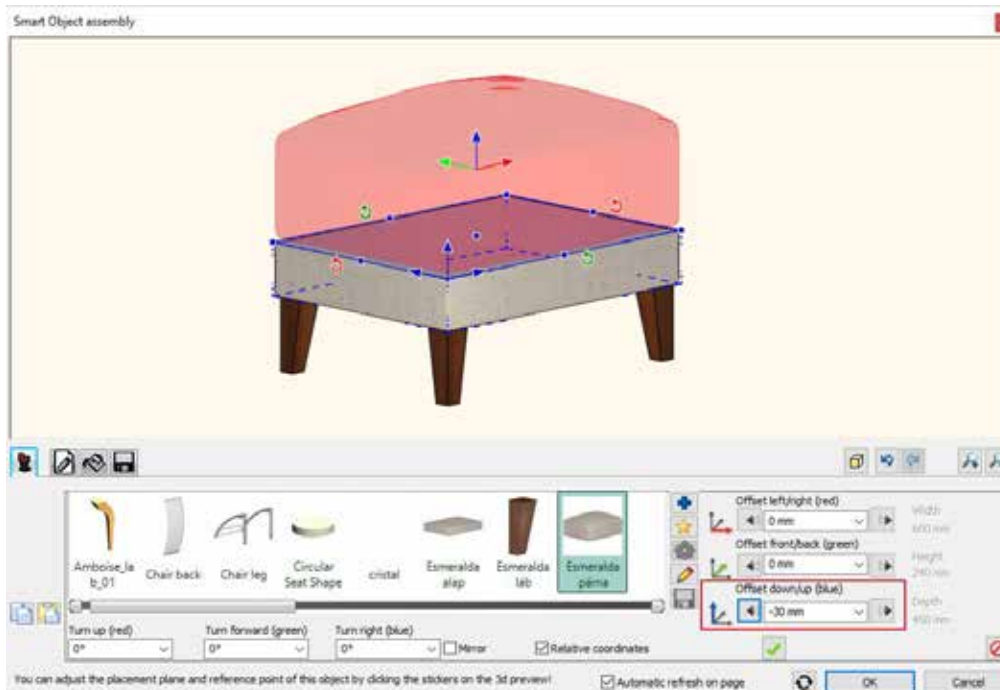 Smart Object assembly
Amboise_la
b_01
Chair back
Chair leg
Circular
Seat Shape
cristal
Esmeralda
alap
Esmeralda
láb
Esmeralda
párna
Offset left/right (red)
0 mm
Width
600 mm
Offset front/back (green)
0 mm
Height
290 mm
Offset down/up (blue)
-30 mm
Depth
450 mm
Turn up (red)
0°
Turn forward (green)
0°
Turn right (blue)
0°
Mirror
Relative coordinates
You can adjust the placement plane and reference point of this object by clicking the stickers on the 3d preview!
Automatic refresh on page
OK
Cancel